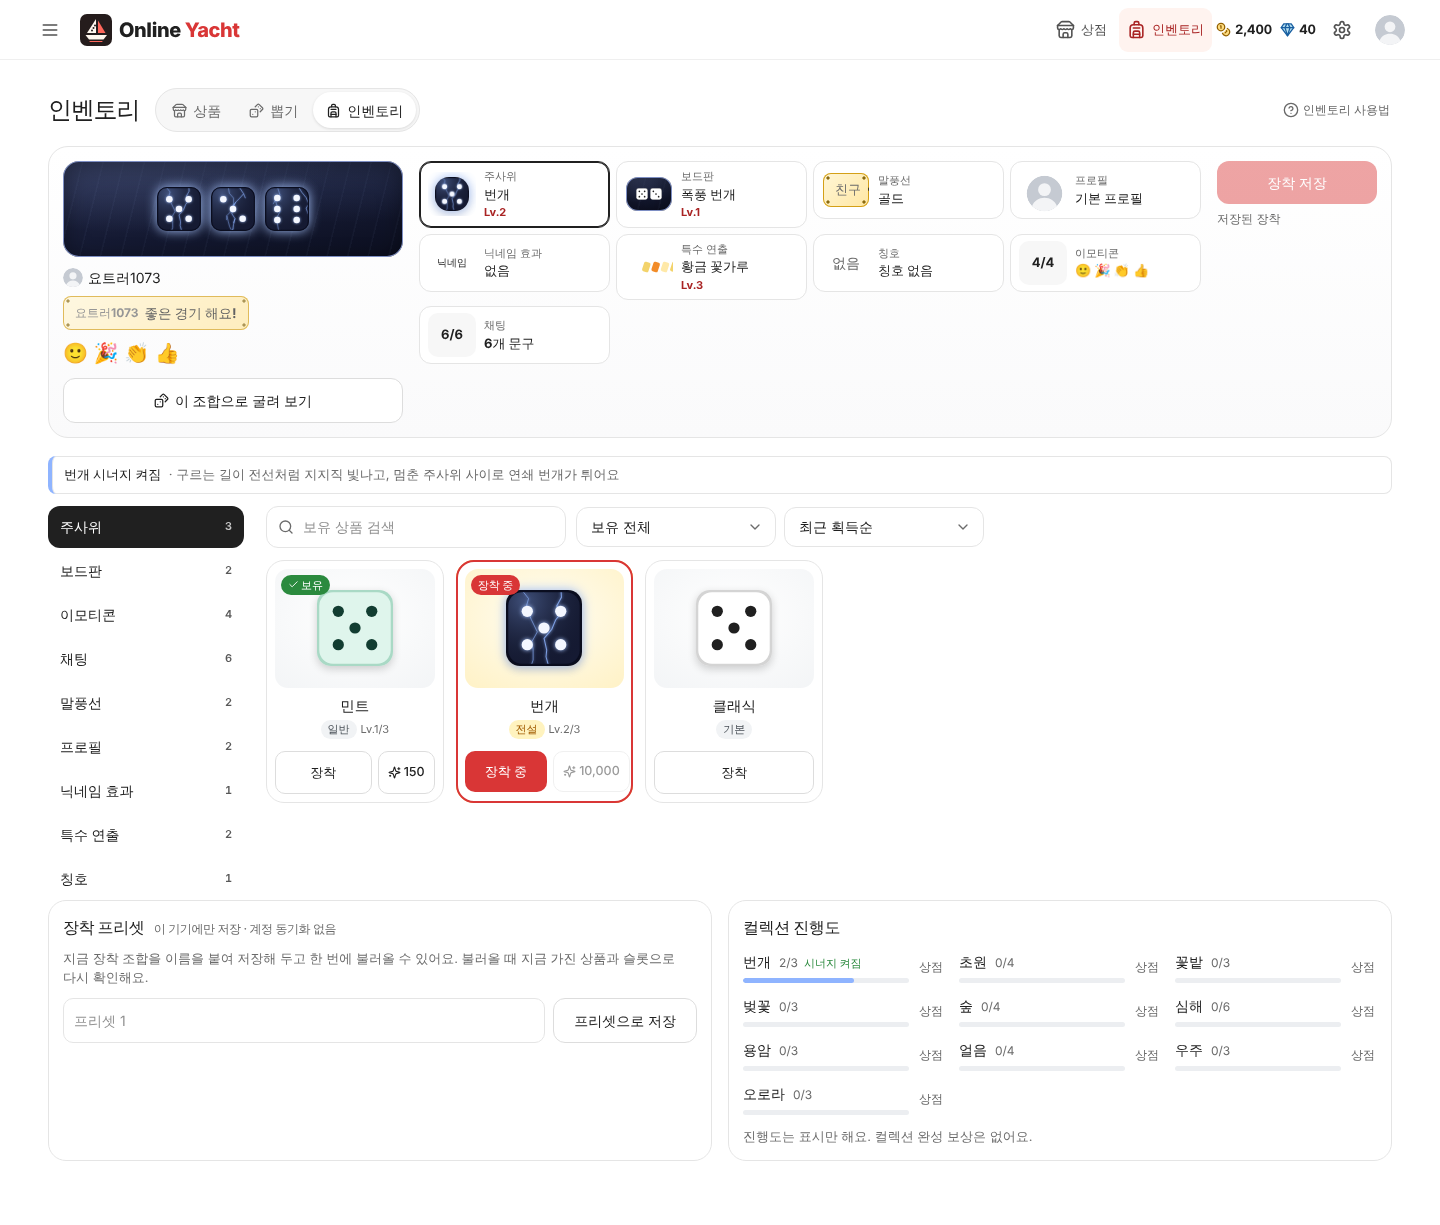 Online Yacht
상점
인벤토리
2,400
40
인벤토리
상품
뽑기
인벤토리
인벤토리 사용법
요트러1073
요트러1073 좋은 경기 해요!
이 조합으로 굴려 보기
주사위
번개
Lv.2
보드판
폭풍 번개
Lv.1
친구
말풍선
골드
프로필
기본 프로필
닉네임
닉네임 효과
없음
특수 연출
황금 꽃가루
Lv.3
없음
칭호
칭호 없음
4/4
이모티콘
6/6
채팅
6개 문구
장착 저장
저장된 장착
번개 시너지 켜짐 · 구르는 길이 전선처럼 지지직 빛나고, 멈춘 주사위 사이로 연쇄 번개가 튀어요
주사위 3
보드판 2
이모티콘 4
채팅 6
말풍선 2
프로필 2
닉네임 효과 1
특수 연출 2
칭호 1
보유 상품 검색
보유 전체
최근 획득순
보유
민트
일반 Lv.1/3
장착
150
장착 중
번개
전설 Lv.2/3
장착 중
10,000
클래식
기본
장착
장착 프리셋 이 기기에만 저장 · 계정 동기화 없음
지금 장착 조합을 이름을 붙여 저장해 두고 한 번에 불러올 수 있어요. 불러올 때 지금 가진 상품과 슬롯으로
다시 확인해요.
프리셋 1
프리셋으로 저장
컬렉션 진행도
번개 2/3 시너지 켜짐 상점
초원 0/4 상점
꽃밭 0/3 상점
벚꽃 0/3 상점
숲 0/4 상점
심해 0/6 상점
용암 0/3 상점
얼음 0/4 상점
우주 0/3 상점
오로라 0/3 상점
진행도는 표시만 해요. 컬렉션 완성 보상은 없어요.